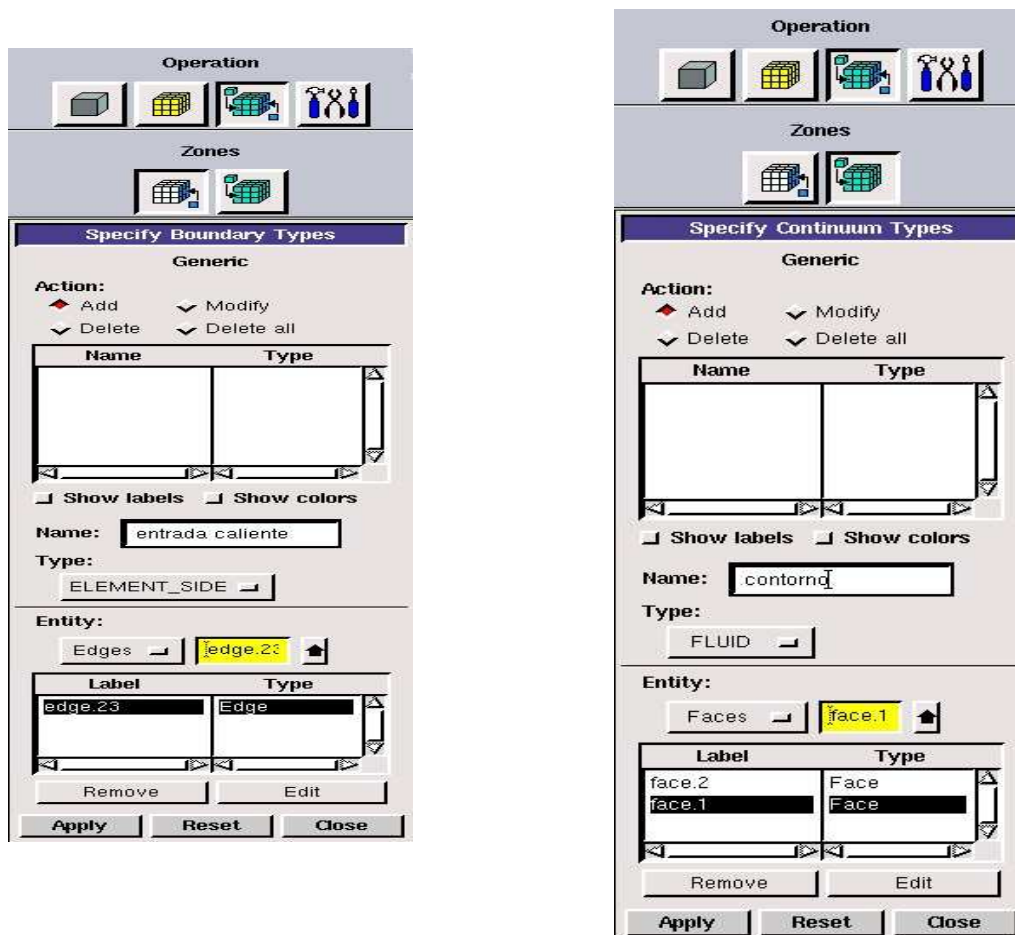 Operation
Zones
Specify Boundary Types
Generic
Action:
Add Modify
Delete Delete all
Name Type
Show labels Show colors
Name: entrada caliente
Type:
ELEMENT_SIDE
Entity:
Edges edge.23
Label Type
edge.23 Edge
Remove Edit
Apply Reset Close
Operation
Zones
Specify Continuum Types
Generic
Action:
Add Modify
Delete Delete all
Name Type
Show labels Show colors
Name: contorno
Type:
FLUID
Entity:
Faces face.1
Label Type
face.2 Face
face.1 Face
Remove Edit
Apply Reset Close